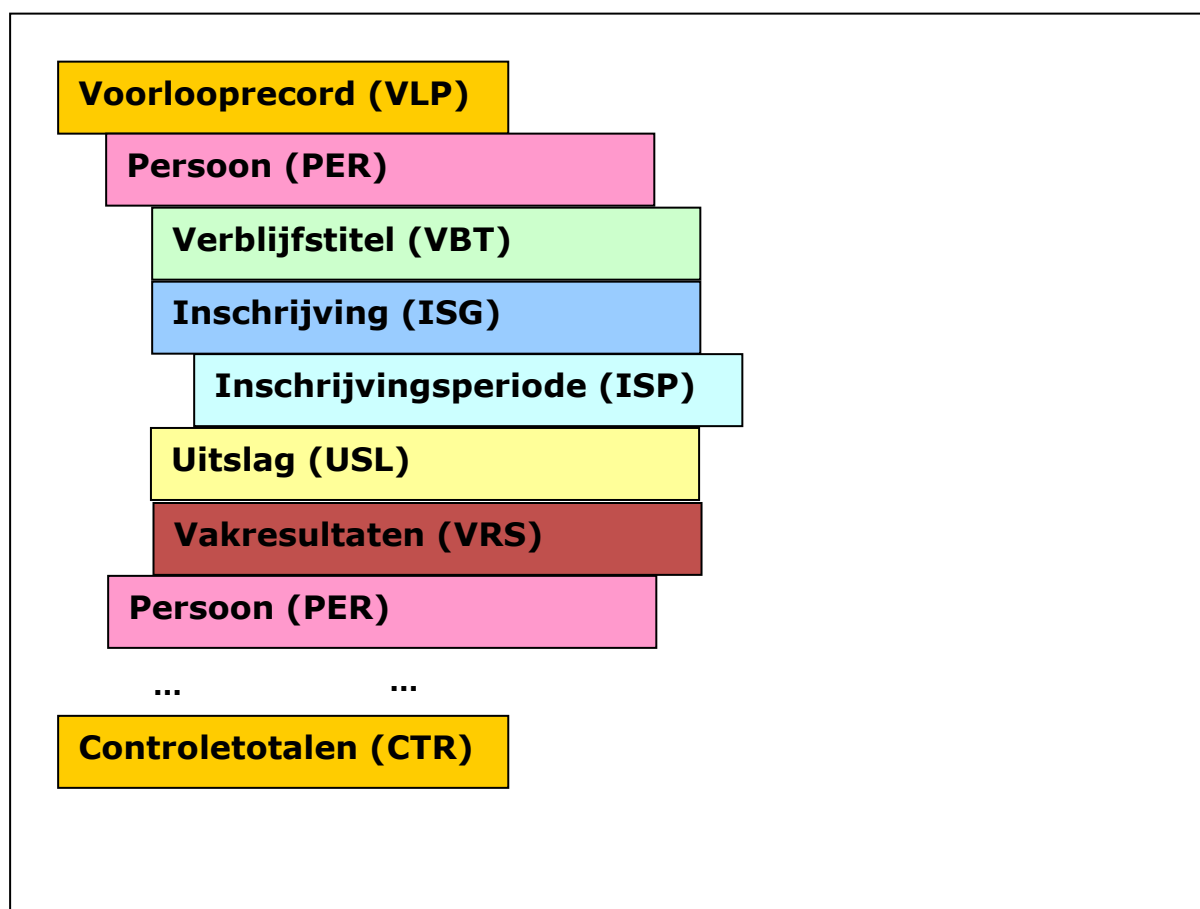 Voorlooprecord (VLP)
Persoon (PER)
Verblijfstitel (VBT)
Inschrijving (ISG)
Inschrijvingsperiode (ISP)
Uitslag (USL)
Vakresultaten (VRS)
Persoon (PER)
... ...
Controletotalen (CTR)